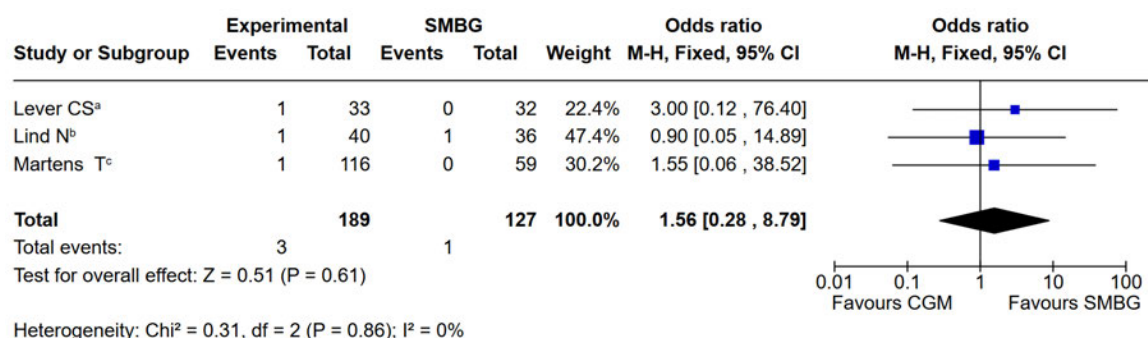 Experimental SMBG Odds ratio Odds ratio
Study or Subgroup Events Total Events Total Weight M-H, Fixed, 95% CI M-H, Fixed, 95% CI
Lever CSᵃ 1 33 0 32 22.4% 3.00 [0.12 , 76.40]
Lind Nᵇ 1 40 1 36 47.4% 0.90 [0.05 , 14.89]
Martens Tᶜ 1 116 0 59 30.2% 1.55 [0.06 , 38.52]
Total 189 127 100.0% 1.56 [0.28 , 8.79]
Total events: 3 1
Test for overall effect: Z = 0.51 (P = 0.61)
0.01 0.1 1 10 100
Favours CGM Favours SMBG
Heterogeneity: Chi² = 0.31, df = 2 (P = 0.86); I² = 0%